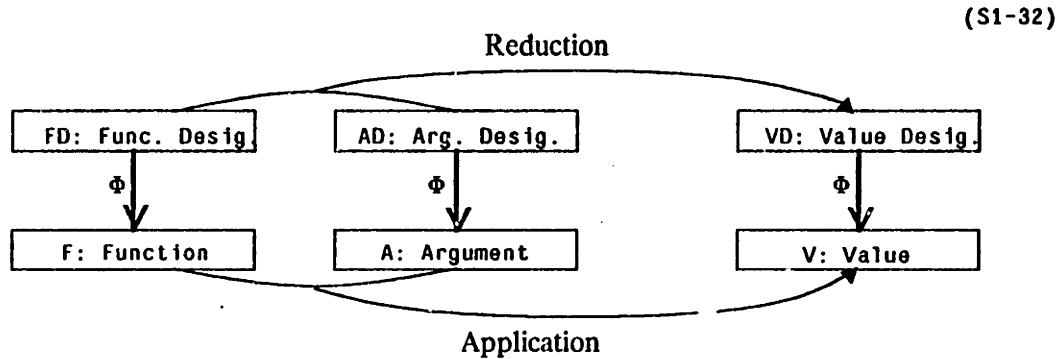 (S1-32)
Reduction
FD: Func. Desig.
AD: Arg. Desig.
VD: Value Desig.
Φ
Φ
Φ
F: Function
A: Argument
V: Value
Application